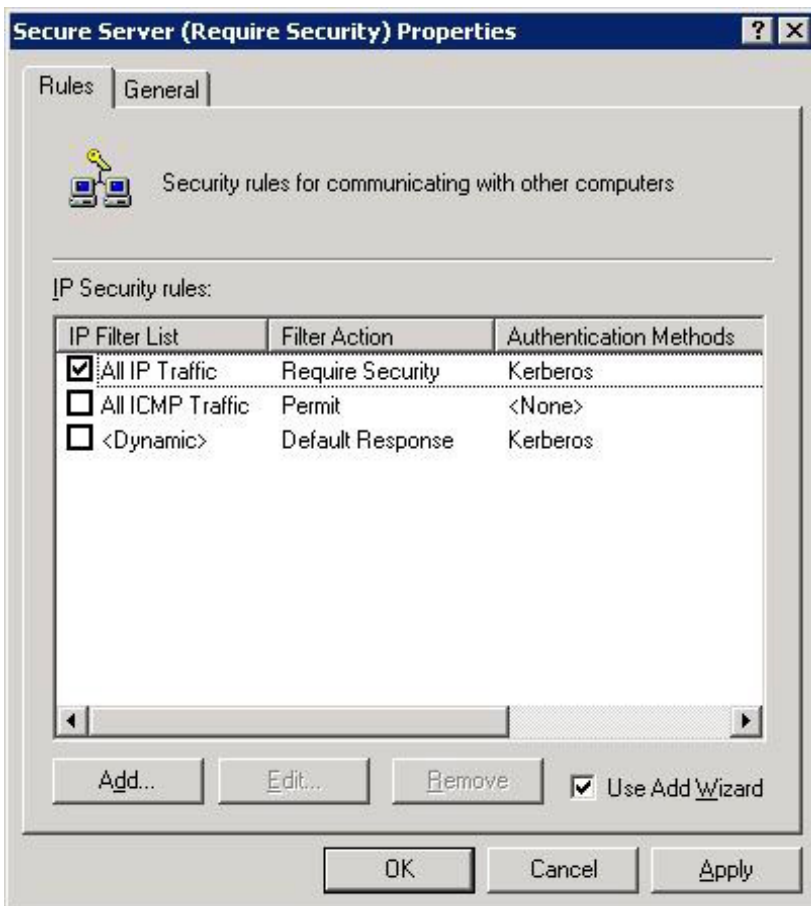 Secure Server (Require Security) Properties
Rules General
Security rules for communicating with other computers
IP Security rules:
IP Filter List Filter Action Authentication Methods
All IP Traffic Require Security Kerberos
All ICMP Traffic Permit <None>
<Dynamic> Default Response Kerberos
Add... Edit... Remove Use Add Wizard
OK Cancel Apply